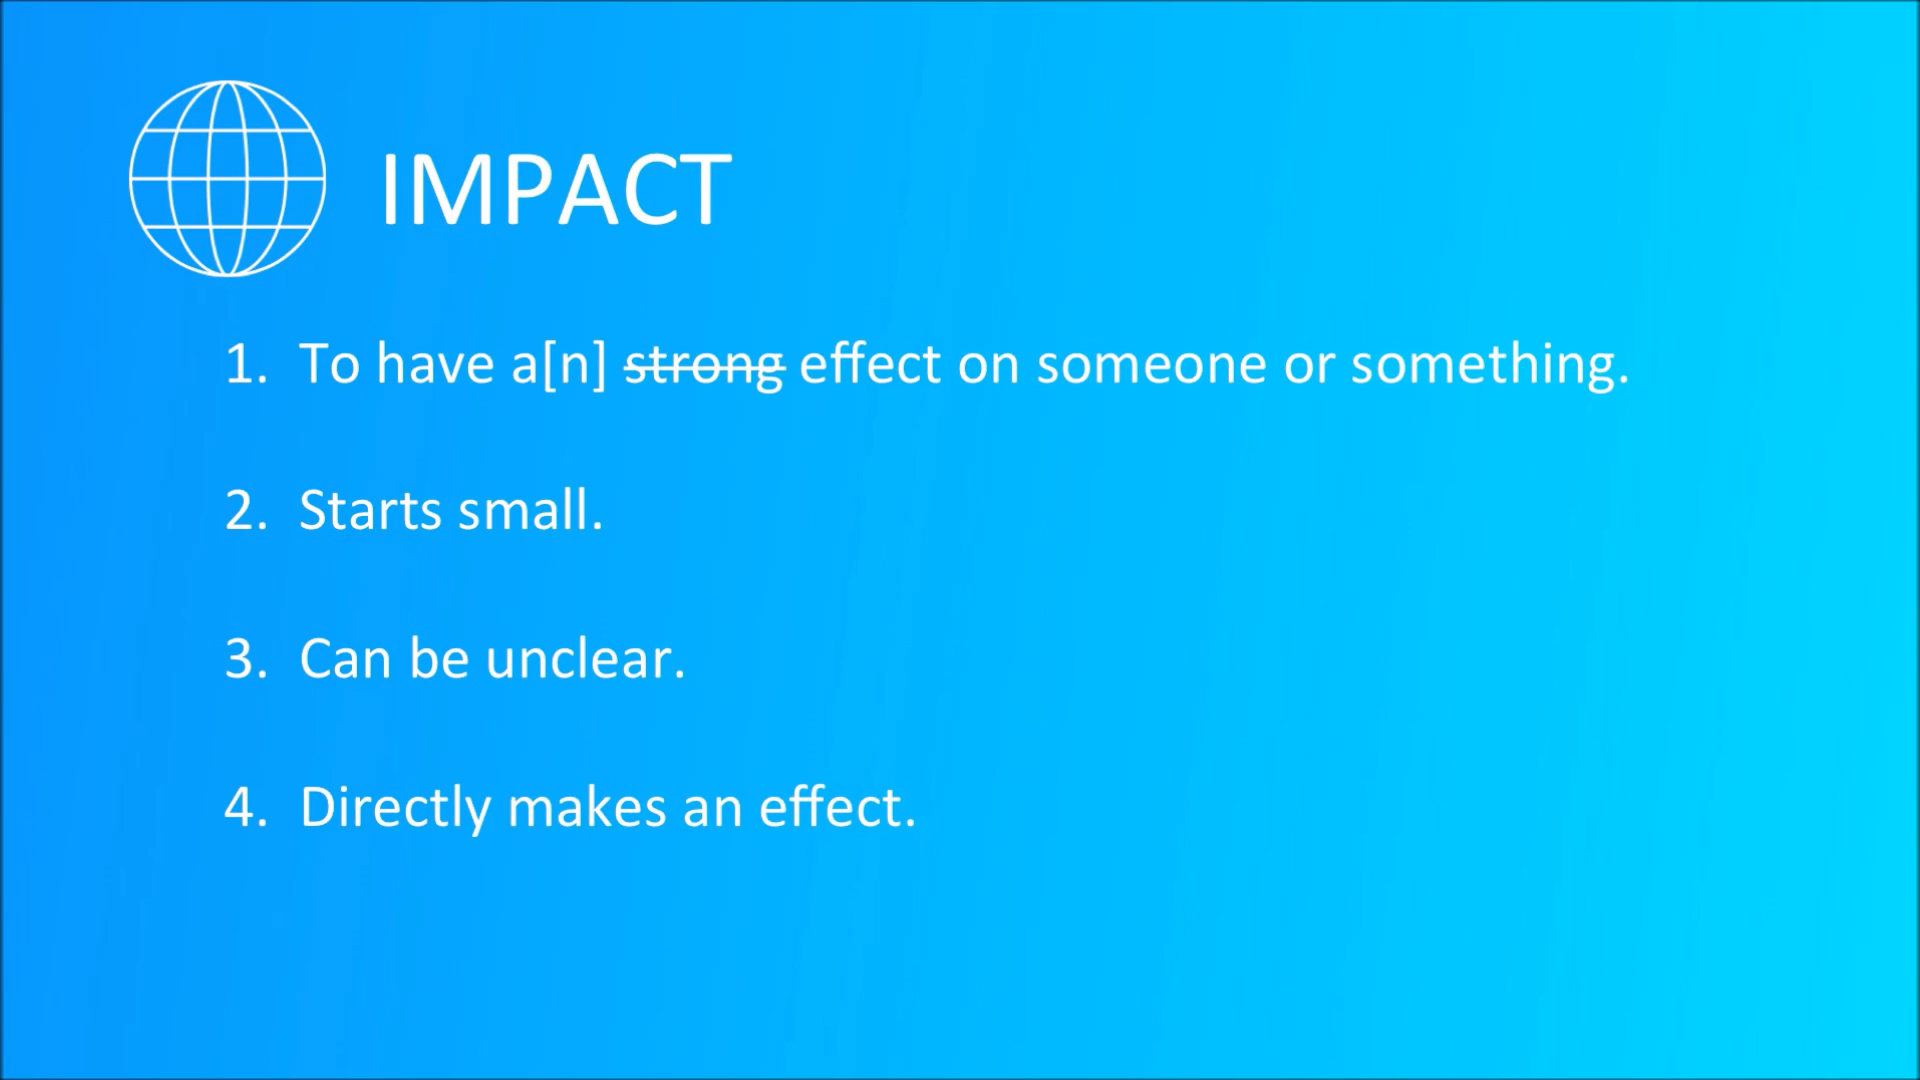 IMPACT
1. To have a[n] strong effect on someone or something.
2. Starts small.
3. Can be unclear.
4. Directly makes an effect.